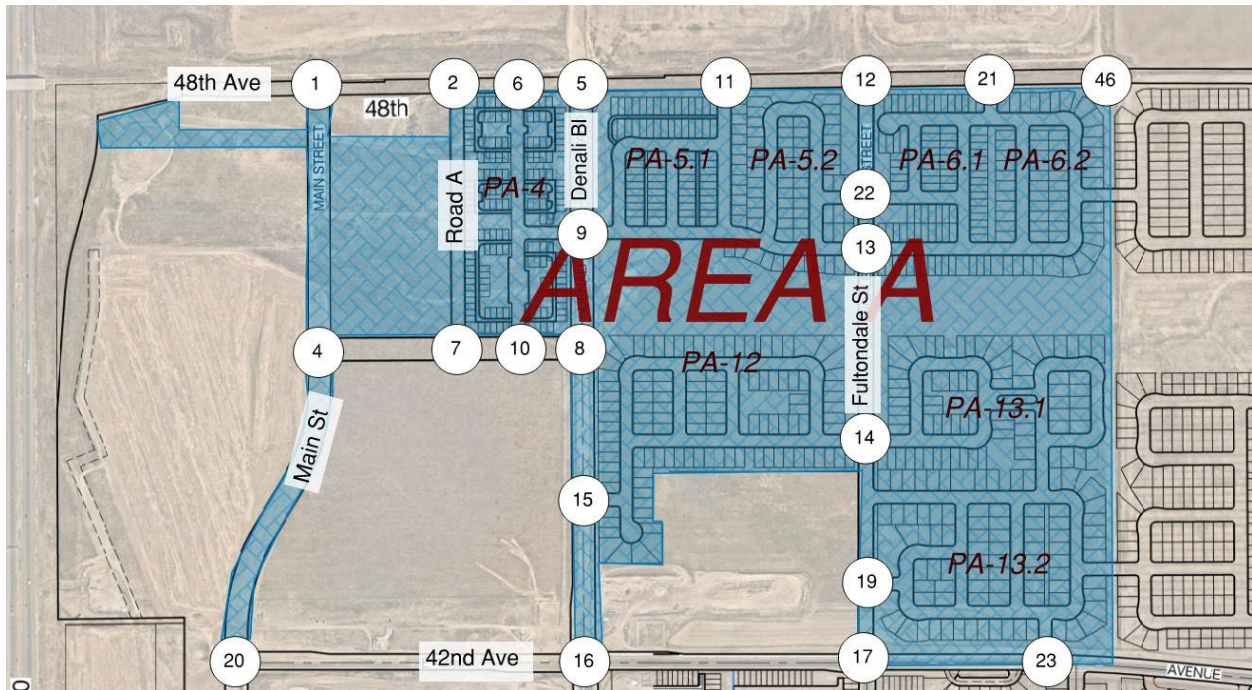 48th Ave
1
2
6
5
11
12
21
46
48th
MAIN STREET
Road A
PA-4
Denali Bl
PA-5.1
PA-5.2
STREET
PA-6.1
PA-6.2
22
9
13
AREA A
4
7
10
8
PA-12
Fultondale St
PA-13.1
14
Main St
15
19
PA-13.2
20
42nd Ave
16
17
23
AVENUE
0